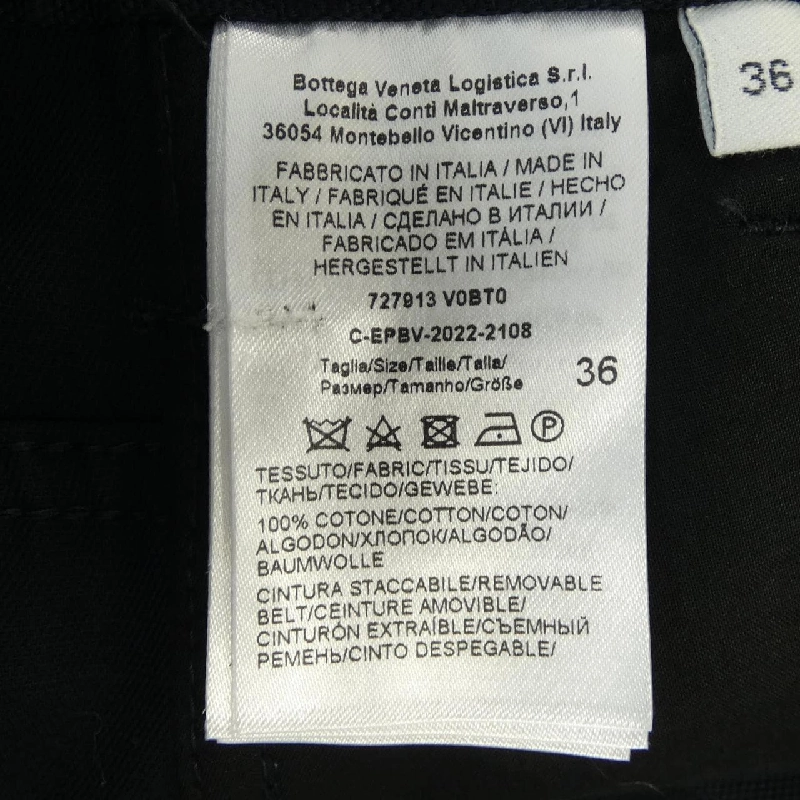 Bottega Veneta Logistica S.r.l.
Località Conti Maltraverso,1
36054 Montebello Vicentino (VI) Italy
FABBRICATO IN ITALIA / MADE IN
ITALY / FABRIQUÉ EN ITALIE / HECHO
EN ITALIA / СДЕЛАНО В ИТАЛИИ /
FABRICADO EM ITÁLIA /
HERGESTELLT IN ITALIEN
727913 V0BT0
C-EPBV-2022-2108
Taglia/Size/Taille/Talla/
Размер/Tamanho/Größe
36
TESSUTO/FABRIC/TISSU/TEJIDO/
ТКАНЬ/TECIDO/GEWEBE:
100% COTONE/COTTON/COTON/
ALGODON/ХЛОПОК/ALGODÃO/
BAUMWOLLE
CINTURA STACCABILE/REMOVABLE
BELT/CEINTURE AMOVIBLE/
CINTURÓN EXTRAÍBLE/СЪЕМНЫЙ
РЕМЕНЬ/CINTO DESPEGABLE/
36